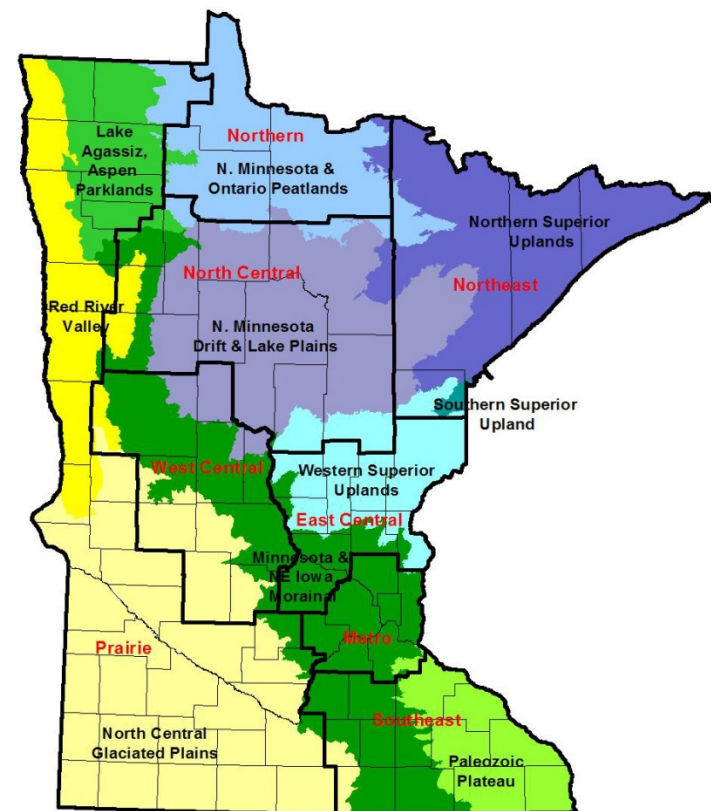 Lake
Agassiz,
Aspen
Parklands
Northern
N. Minnesota &
Ontario Peatlands
Northern Superior
Uplands
North Central
Northeast
Red River
Valley
N. Minnesota
Drift & Lake Plains
Southern Superior
Upland
West Central
Western Superior
Uplands
East Central
Minnesota &
NE Iowa
Morainal
Prairie
Metro
Southeast
North Central
Glaciated Plains
Paleozoic
Plateau